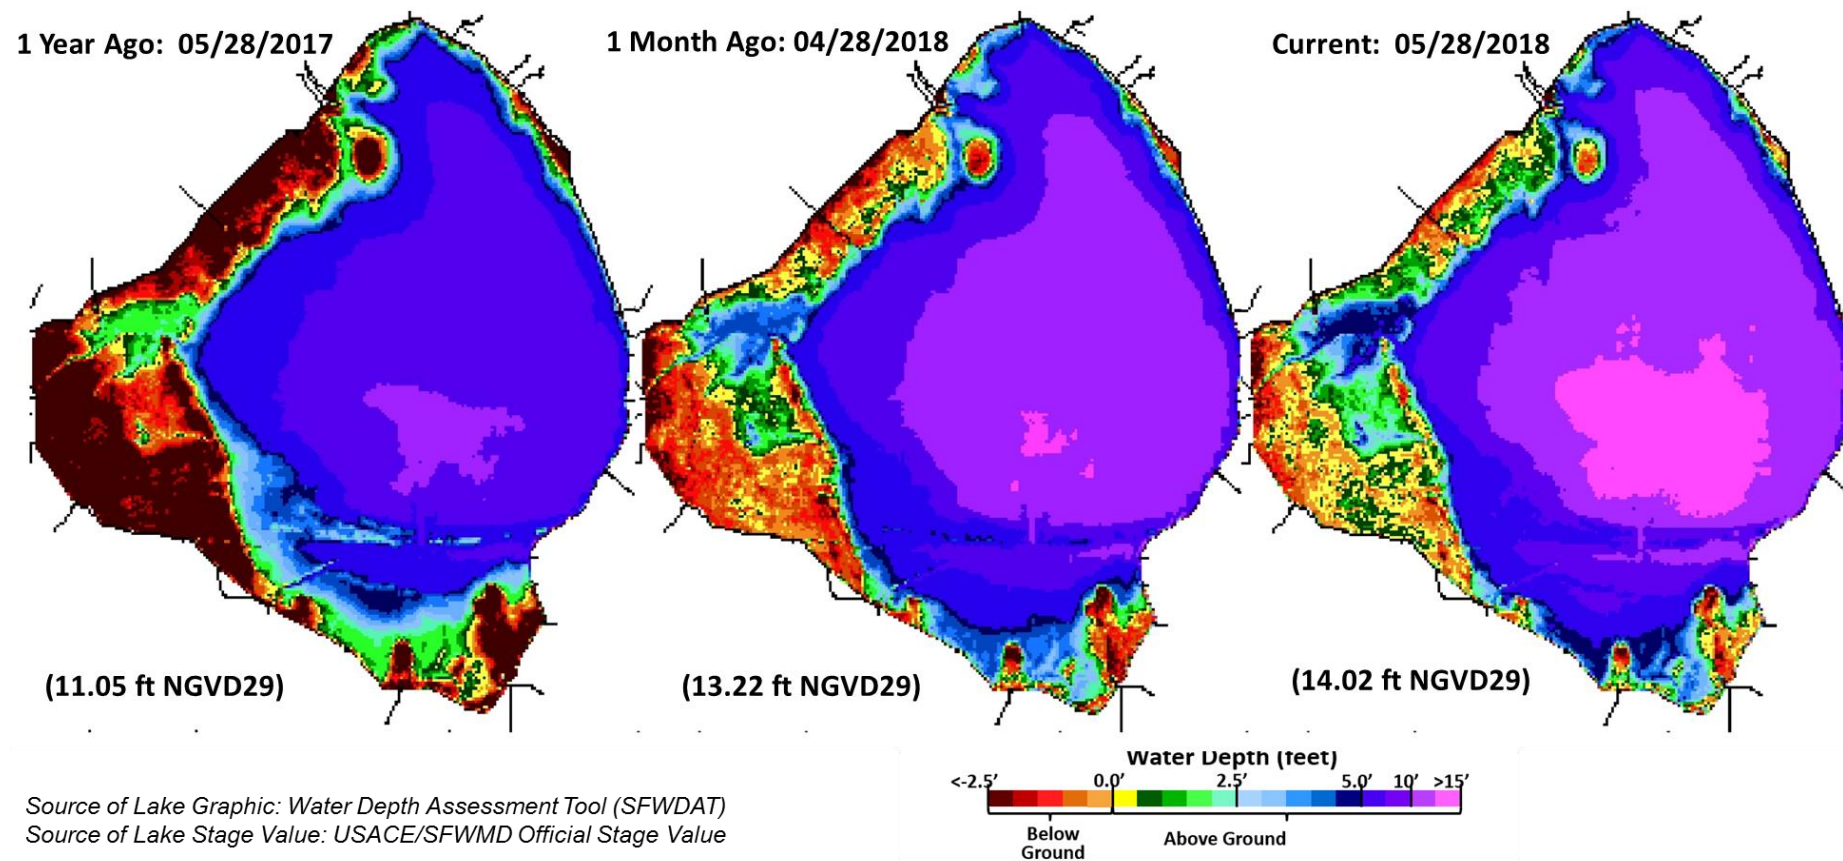 1 Year Ago: 05/28/2017
1 Month Ago: 04/28/2018
Current: 05/28/2018
(11.05 ft NGVD29)
(13.22 ft NGVD29)
(14.02 ft NGVD29)
Water Depth (feet)
<-2.5' 0.0' 2.5' 5.0' 10' >15'
Below
Ground
Above Ground
Source of Lake Graphic: Water Depth Assessment Tool (SFWDAT)
Source of Lake Stage Value: USACE/SFWMD Official Stage Value